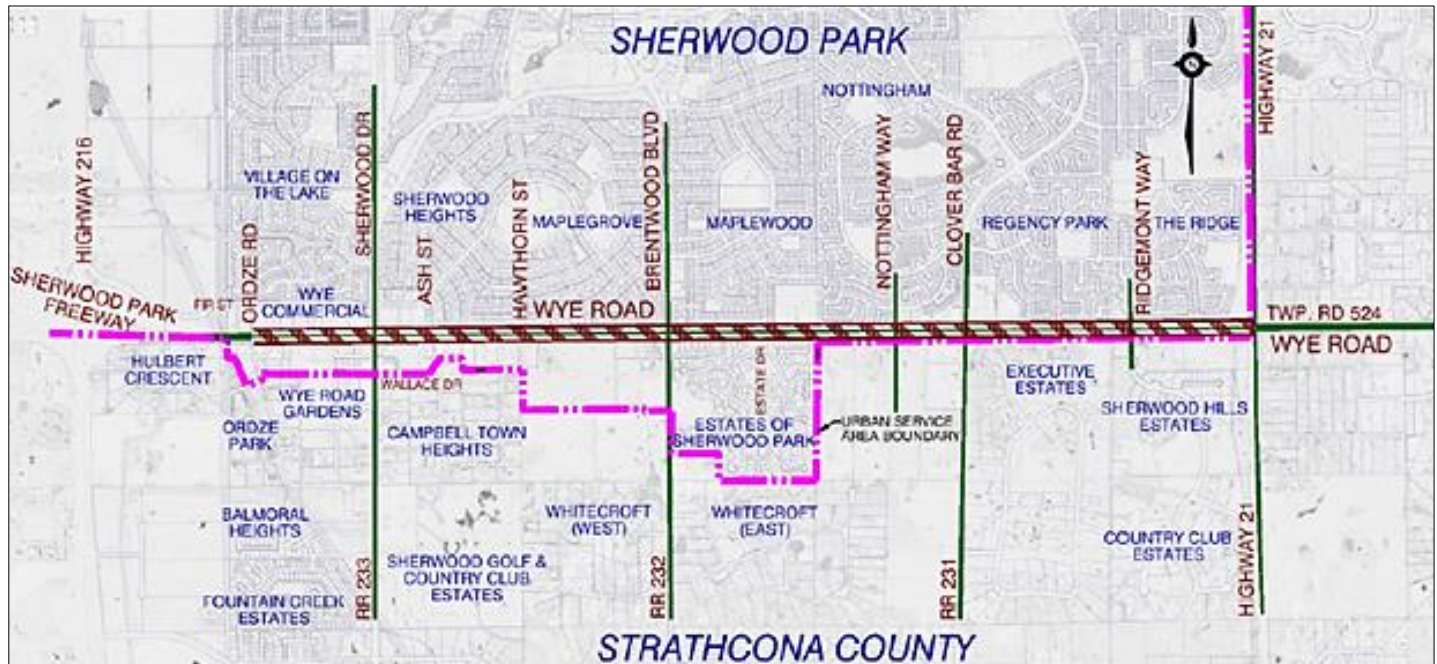 SHERWOOD PARK
HIGHWAY 21
NOTTINGHAM
HIGHWAY 216
VILLAGE ON
THE LAKE
SHERWOOD DR
SHERWOOD
HEIGHTS
HAWTHORN ST
MAPLEGROVE
BRENTWOOD BLVD
MAPLEWOOD
NOTTINGHAM WAY
CLOVER BAR RD
REGENCY PARK
RIDGEMONT WAY
THE RIDGE
ORDZE RD
ASH ST
SHERWOOD PARK
FREEWAY
FIR ST
WYE
COMMERCIAL
WYE ROAD
TWP. RD 524
WYE ROAD
HULBERT
CRESCENT
WYE ROAD
GARDENS
WALLACE DR
ESTATE DR
EXECUTIVE
ESTATES
ORDZE
PARK
CAMPBELL TOWN
HEIGHTS
ESTATES OF
SHERWOOD PARK
URBAN SERVICE
AREA BOUNDARY
SHERWOOD HILLS
ESTATES
BALMORAL
HEIGHTS
WHITECROFT
(WEST)
WHITECROFT
(EAST)
COUNTRY CLUB
ESTATES
FOUNTAIN CREEK
ESTATES
RR 233
SHERWOOD GOLF &
COUNTRY CLUB
ESTATES
RR 232
RR 231
HIGHWAY 21
STRATHCONA COUNTY